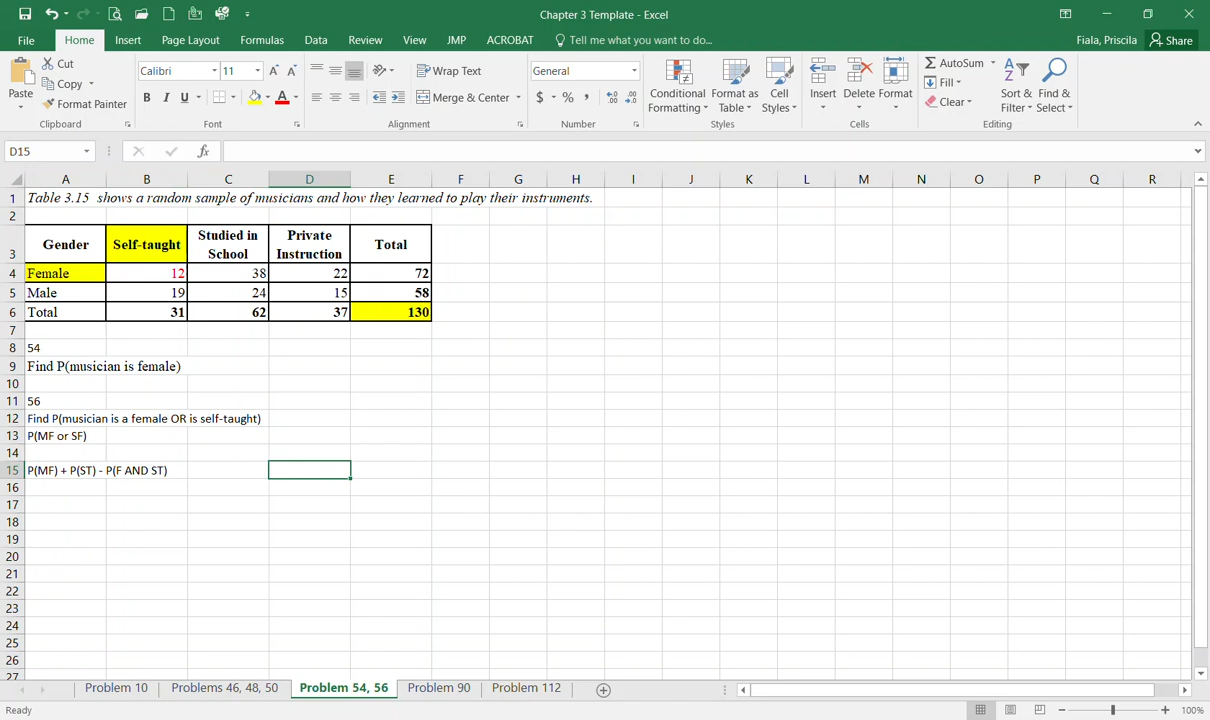 Chapter 3 Template - Excel
File Home Insert Page Layout Formulas Data Review View JMP ACROBAT Tell me what you want to do... Fiala, Priscila Share
Paste Cut Copy Format Painter Clipboard
Calibri 11 A A B I U A Font
Wrap Text Merge & Center Alignment
General $ % , Number
Conditional Formatting Format as Table Cell Styles Styles
Insert Delete Format Cells
AutoSum Fill Clear Sort & Filter Find & Select Editing
D15 fx
A B C D E F G H I J K L M N O P Q R
1 Table 3.15 shows a random sample of musicians and how they learned to play their instruments.
2
3 Gender Self-taught Studied in School Private Instruction Total
4 Female 12 38 22 72
5 Male 19 24 15 58
6 Total 31 62 37 130
7
8 54
9 Find P(musician is female)
10
11 56
12 Find P(musician is a female OR is self-taught)
13 P(MF or SF)
14
15 P(MF) + P(ST) - P(F AND ST)
16
17
18
19
20
21
22
23
24
25
26
27
Problem 10 Problems 46, 48, 50 Problem 54, 56 Problem 90 Problem 112
Ready 100%